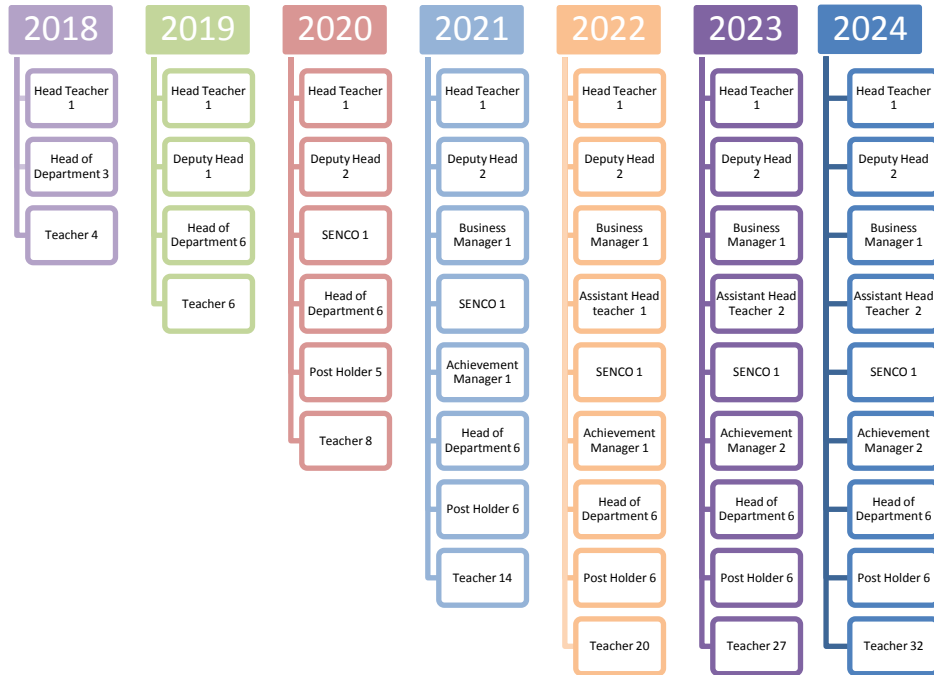 2018
Head Teacher
1
Head of
Department 3
Teacher 4
2019
Head Teacher
1
Deputy Head
1
Head of
Department 6
Teacher 6
2020
Head Teacher
1
Deputy Head
2
SENCO 1
Head of
Department 6
Post Holder 5
Teacher 8
2021
Head Teacher
1
Deputy Head
2
Business
Manager 1
SENCO 1
Achievement
Manager 1
Head of
Department 6
Post Holder 6
Teacher 14
2022
Head Teacher
1
Deputy Head
2
Business
Manager 1
Assistant Head
teacher 1
SENCO 1
Achievement
Manager 1
Head of
Department 6
Post Holder 6
Teacher 20
2023
Head Teacher
1
Deputy Head
2
Business
Manager 1
Assistant Head
Teacher 2
SENCO 1
Achievement
Manager 2
Head of
Department 6
Post Holder 6
Teacher 27
2024
Head Teacher
1
Deputy Head
2
Business
Manager 1
Assistant Head
Teacher 2
SENCO 1
Achievement
Manager 2
Head of
Department 6
Post Holder 6
Teacher 32